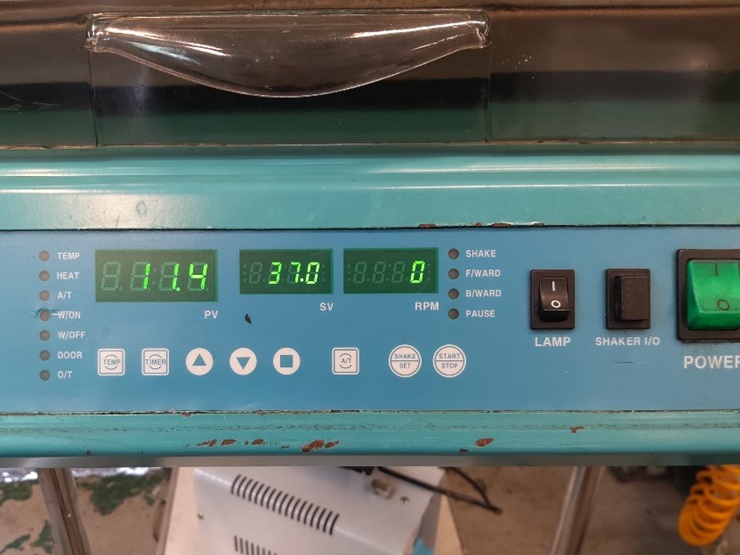 TEMP
HEAT
A/T
W/ON
W/OFF
DOOR
O/T
11.4
PV
37.0
SV
0
RPM
SHAKE
F/WARD
B/WARD
PAUSE
TEMP
TIMER
A/T
SHAKE SET
START STOP
I
O
LAMP
SHAKER I/O
I
O
POWER